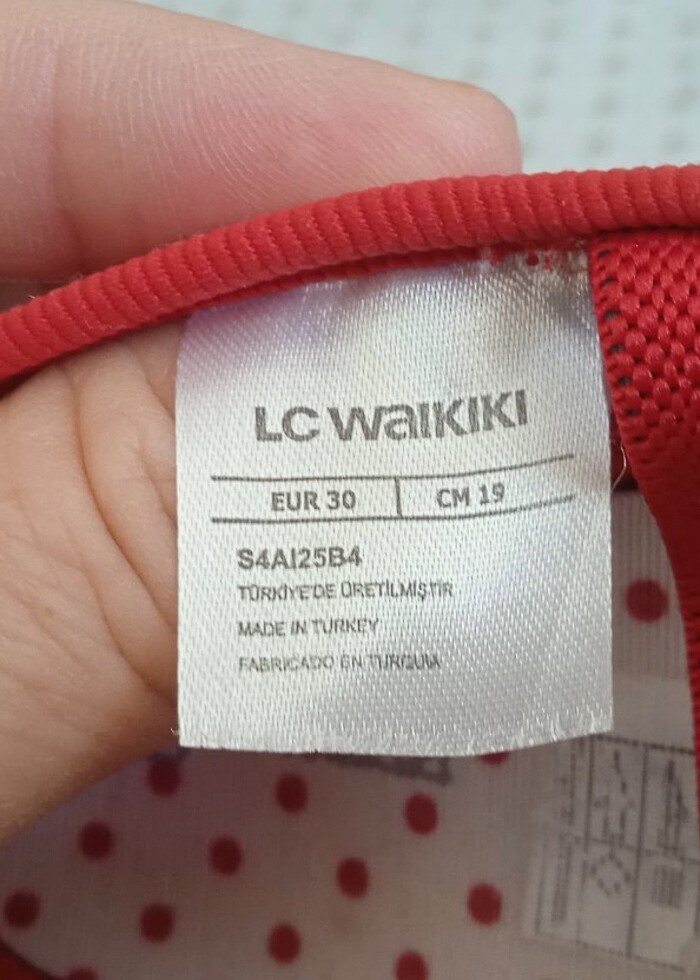 LC WAIKIKI
EUR 30 CM 19
S4AI25B4
TÜRKİYE'DE ÜRETİLMİŞTİR
MADE IN TURKEY
FABRICADO EN TURQUIA